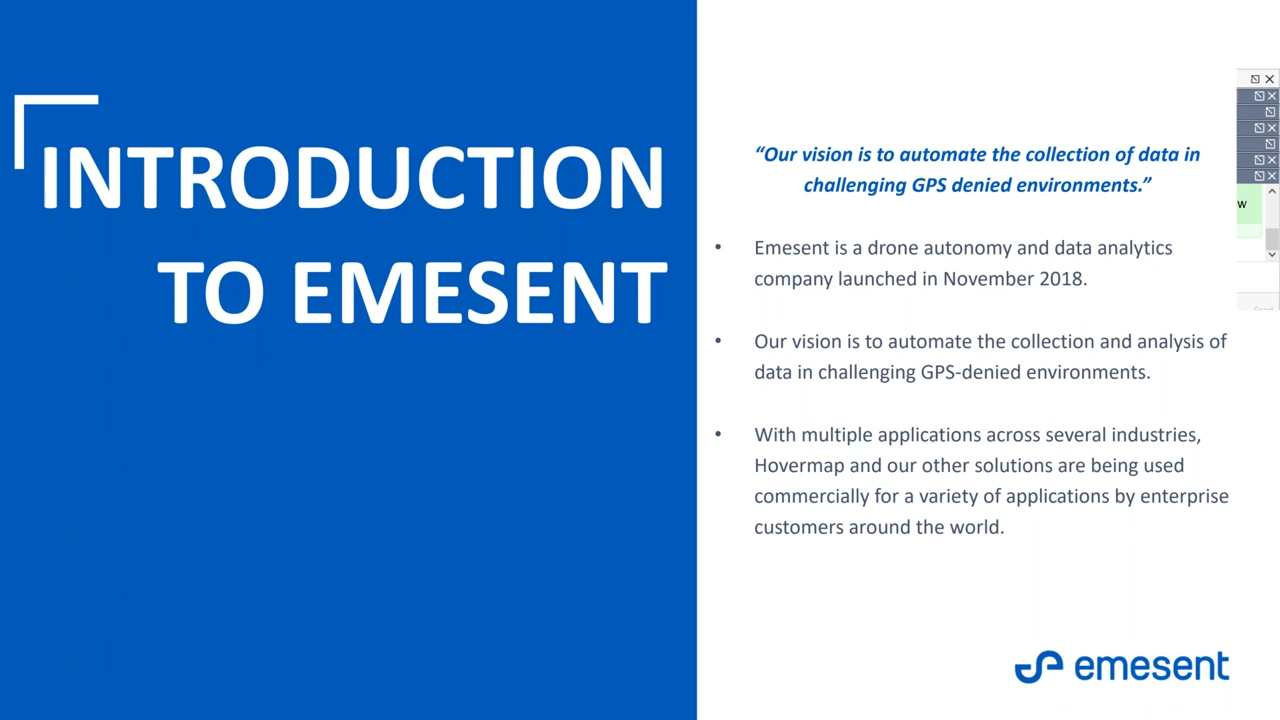 INTRODUCTION
TO EMESENT
“Our vision is to automate the collection of data in
challenging GPS denied environments.”
• Emesent is a drone autonomy and data analytics
company launched in November 2018.
• Our vision is to automate the collection and analysis of
data in challenging GPS-denied environments.
• With multiple applications across several industries,
Hovermap and our other solutions are being used
commercially for a variety of applications by enterprise
customers around the world.
w
emesent